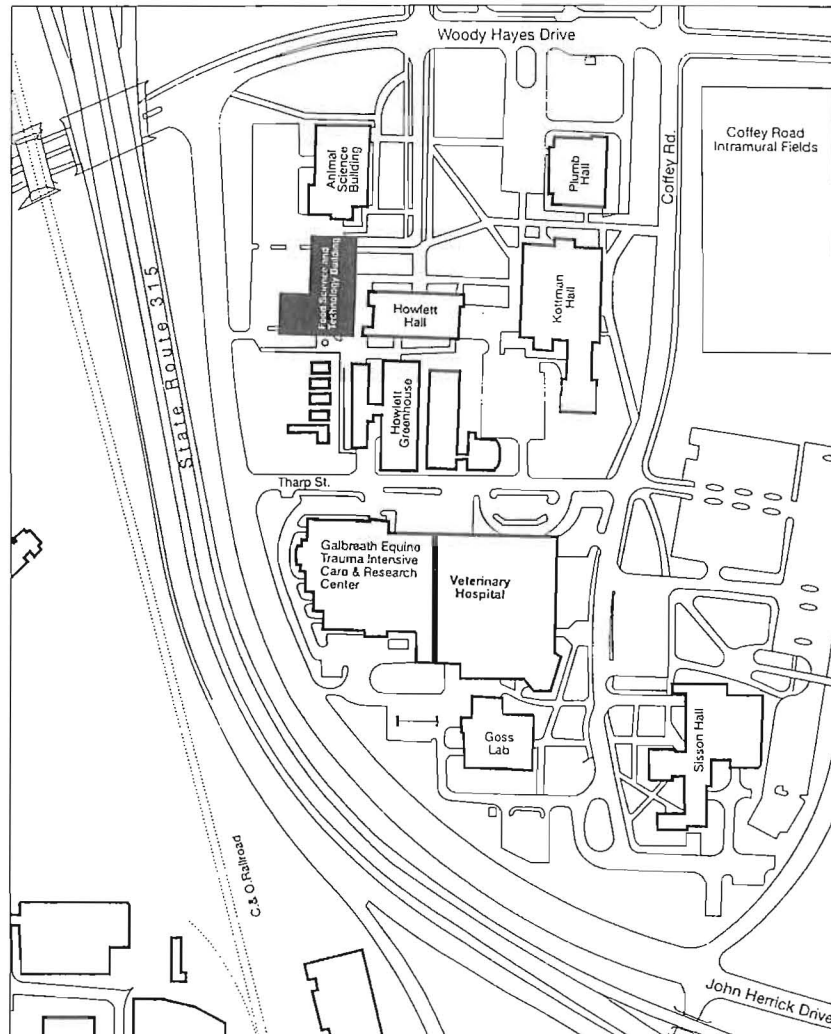 Woody Hayes Drive
Coffey Road
Intramural Fields
Coffey Rd.
Plumb
Hall
Animal
Science
Building
Food Science and
Technology Building
Howlett
Hall
Kottman
Hall
State Route 315
Howlett
Greenhouse
Tharp St.
Galbreath Equine
Trauma Intensive
Care & Research
Center
Veterinary
Hospital
Goss
Lab
Sisson Hall
C.& O.Railroad
John Herrick Drive